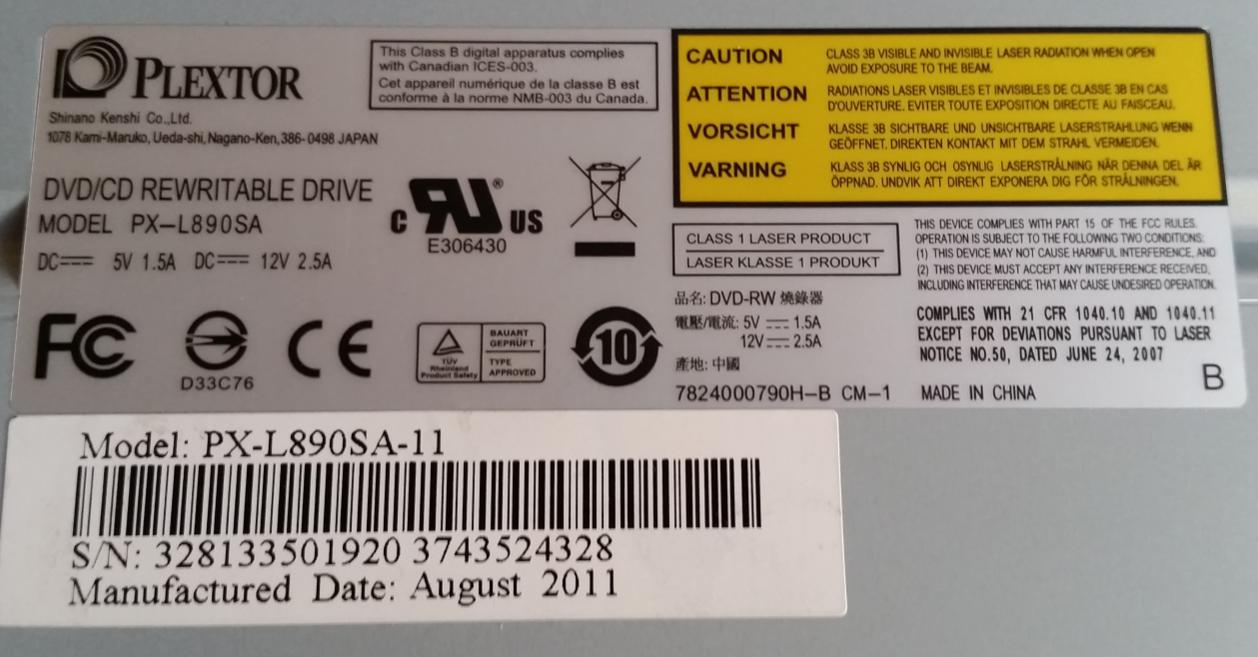 PLEXTOR
Shinano Kenshi Co.,Ltd.
1078 Kami-Maruko, Ueda-shi, Nagano-Ken, 386-0498 JAPAN
This Class B digital apparatus complies
with Canadian ICES-003.
Cet appareil numérique de la classe B est
conforme à la norme NMB-003 du Canada.
DVD/CD REWRITABLE DRIVE
MODEL PX-L890SA
DC 5V 1.5A DC 12V 2.5A
C RU ® US
E306430
FC
D33C76
CE
TÜV
Rheinland
Product Safety
BAUART
GEPRÜFT
TYPE
APPROVED
10
CAUTION CLASS 3B VISIBLE AND INVISIBLE LASER RADIATION WHEN OPEN
AVOID EXPOSURE TO THE BEAM.
ATTENTION RADIATIONS LASER VISIBLES ET INVISIBLES DE CLASSE 3B EN CAS
D'OUVERTURE. EVITER TOUTE EXPOSITION DIRECTE AU FAISCEAU.
VORSICHT KLASSE 3B SICHTBARE UND UNSICHTBARE LASERSTRAHLUNG WENN
GEÖFFNET. DIREKTEN KONTAKT MIT DEM STRAHL VERMEIDEN.
VARNING KLASS 3B SYNLIG OCH OSYNLIG LASERSTRÅLNING NÄR DENNA DEL ÄR
ÖPPNAD. UNDVIK ATT DIREKT EXPONERA DIG FÖR STRÅLNINGEN.
CLASS 1 LASER PRODUCT
LASER KLASSE 1 PRODUKT
品名: DVD-RW 燒錄器
電壓/電流: 5V 1.5A
12V 2.5A
產地: 中國
7824000790H-B CM-1
THIS DEVICE COMPLIES WITH PART 15 OF THE FCC RULES.
OPERATION IS SUBJECT TO THE FOLLOWING TWO CONDITIONS:
(1) THIS DEVICE MAY NOT CAUSE HARMFUL INTERFERENCE, AND
(2) THIS DEVICE MUST ACCEPT ANY INTERFERENCE RECEIVED,
INCLUDING INTERFERENCE THAT MAY CAUSE UNDESIRED OPERATION.
COMPLIES WITH 21 CFR 1040.10 AND 1040.11
EXCEPT FOR DEVIATIONS PURSUANT TO LASER
NOTICE NO.50, DATED JUNE 24, 2007
MADE IN CHINA
B
Model: PX-L890SA-11
S/N: 328133501920 3743524328
Manufactured Date: August 2011